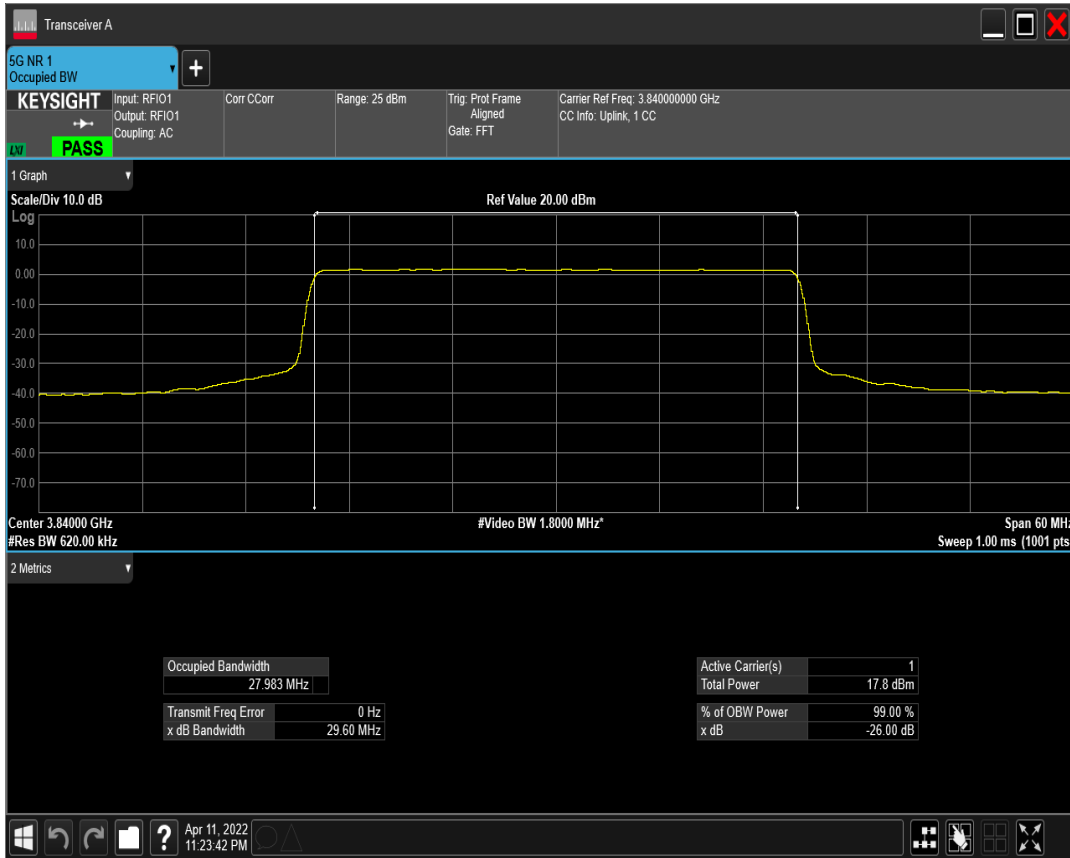 Transceiver A
5G NR 1
Occupied BW
KEYSIGHT
Input: RFIO1
Output: RFIO1
Coupling: AC
Corr CCorr
Range: 25 dBm
Trig: Prot Frame
Aligned
Gate: FFT
Carrier Ref Freq: 3.840000000 GHz
CC Info: Uplink, 1 CC
LXI
PASS
1 Graph
Scale/Div 10.0 dB
Ref Value 20.00 dBm
Log
10.0
0.00
-10.0
-20.0
-30.0
-40.0
-50.0
-60.0
-70.0
Center 3.84000 GHz
#Video BW 1.8000 MHz*
Span 60 MHz
#Res BW 620.00 kHz
Sweep 1.00 ms (1001 pts
2 Metrics
Occupied Bandwidth
27.983 MHz
Transmit Freq Error 0 Hz
x dB Bandwidth 29.60 MHz
Active Carrier(s) 1
Total Power 17.8 dBm
% of OBW Power 99.00 %
x dB -26.00 dB
?
Apr 11, 2022
11:23:42 PM